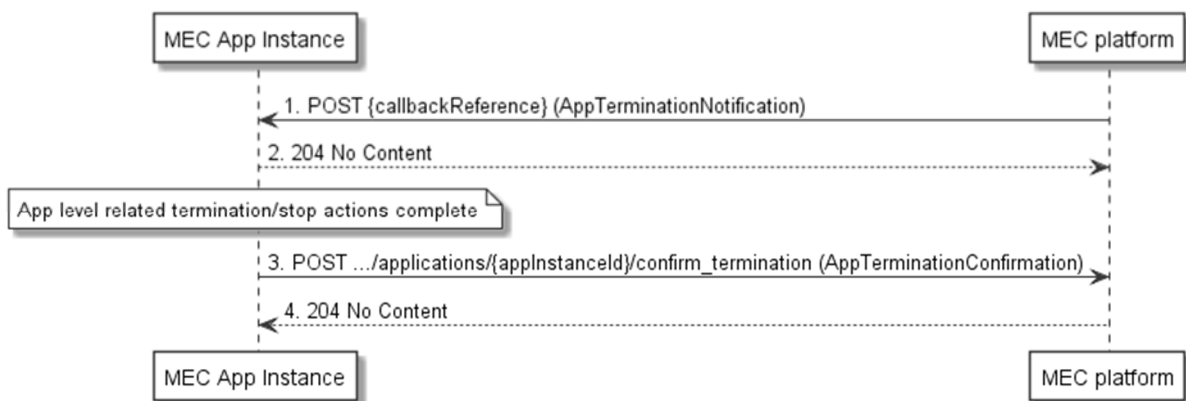 MEC App Instance
MEC platform
1. POST {callbackReference} (AppTerminationNotification)
2. 204 No Content
App level related termination/stop actions complete
3. POST .../applications/{appInstanceId}/confirm_termination (AppTerminationConfirmation)
4. 204 No Content
MEC App Instance
MEC platform